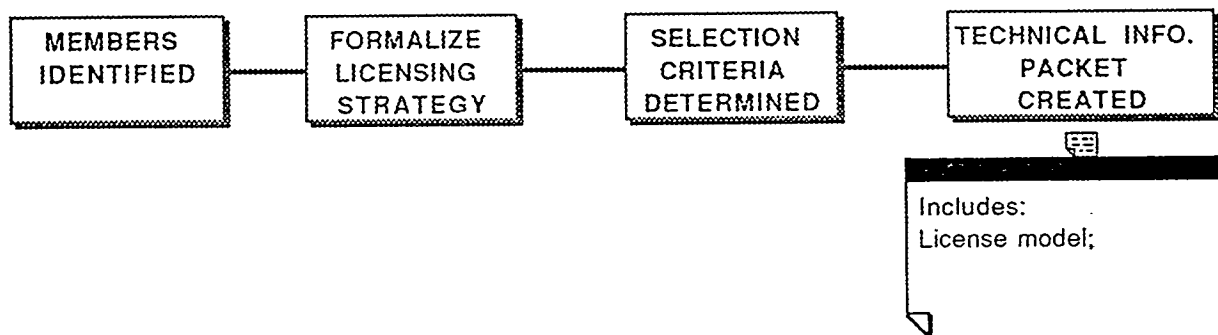 MEMBERS
IDENTIFIED
FORMALIZE
LICENSING
STRATEGY
SELECTION
CRITERIA
DETERMINED
TECHNICAL INFO.
PACKET
CREATED
Includes:
License model;